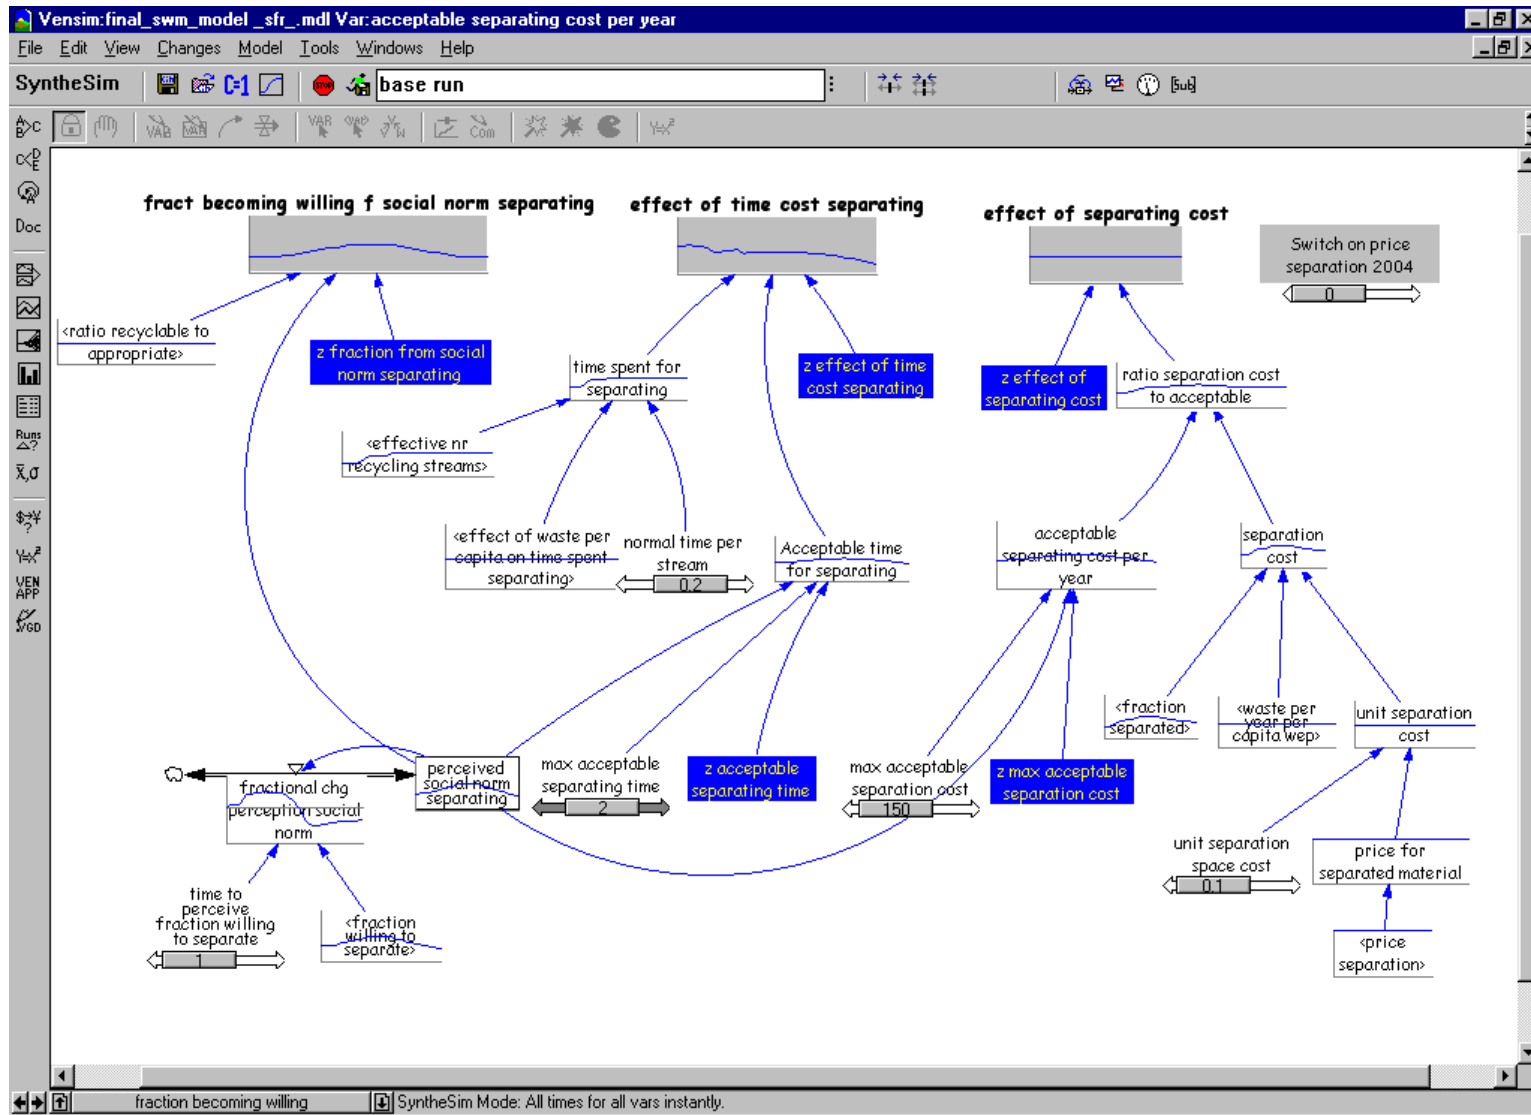 Vensim:final_swm_model _sfr_.mdl Var:acceptable separating cost per year
File Edit View Changes Model Tools Windows Help
SyntheSim
base run
VAR
Com
Sub
Doc
Runs
VEN
APP
fract becoming willing f social norm separating
effect of time cost separating
effect of separating cost
Switch on price
separation 2004
0
<ratio recyclable to
appropriate>
z fraction from social
norm separating
time spent for
separating
z effect of time
cost separating
z effect of
separating cost
ratio separation cost
to acceptable
<effective nr
recycling streams>
<effect of waste per
capita on time spent
separating>
normal time per
stream
0.2
Acceptable time
for separating
acceptable
separating cost per
year
separation
cost
<fraction
separated>
<waste per
year per
capita wep>
unit separation
cost
fractional chg
perception social
norm
perceived
social norm
separating
max acceptable
separating time
2
z acceptable
separating time
max acceptable
separation cost
150
z max acceptable
separation cost
unit separation
space cost
0.1
price for
separated material
time to
perceive
fraction willing
to separate
1
<fraction
willing to
separate>
<price
separation>
fraction becoming willing
SyntheSim Mode: All times for all vars instantly.